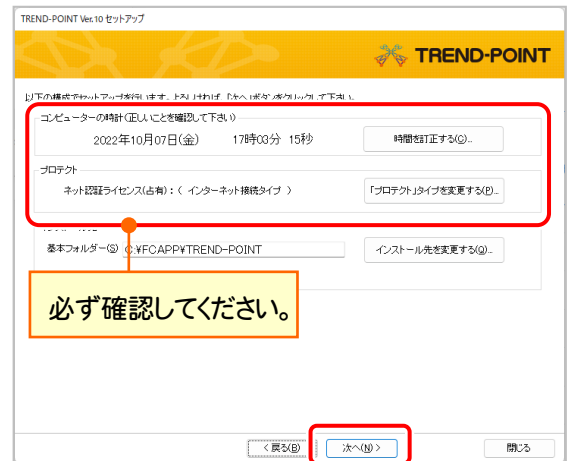 TREND-POINT Ver.10 セットアップ
TREND-POINT
以下の構成でセットアップを行います。よろしければ「次へ」ボタンをクリックして下さい。
コンピューターの時計（正しいことを確認して下さい）
2022年10月07日(金) 17時03分 15秒
時間を訂正する(C)...
プロテクト
ネット認証ライセンス(占有)：( インターネット接続タイプ )
「プロテクト」タイプを変更する(P)...
基本フォルダー(S) C:¥FCAPP¥TREND-POINT
インストール先を変更する(Q)...
必ず確認してください。
< 戻る(B)
次へ(N) >
閉じる